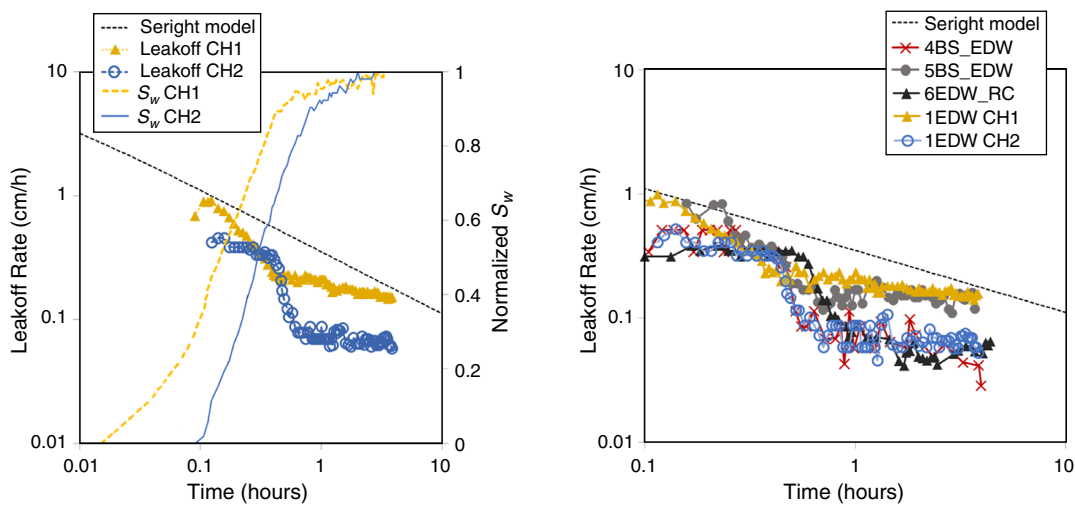 Seright model
Leakoff CH1
Leakoff CH2
Sw CH1
Sw CH2
10
1
0.1
0.01
Leakoff Rate (cm/h)
1
0.8
0.6
0.4
0.2
0
Normalized Sw
0.01
0.1
1
10
Time (hours)
Seright model
4BS_EDW
5BS_EDW
6EDW_RC
1EDW CH1
1EDW CH2
10
1
0.1
0.01
Leakoff Rate (cm/h)
0.1
1
10
Time (hours)